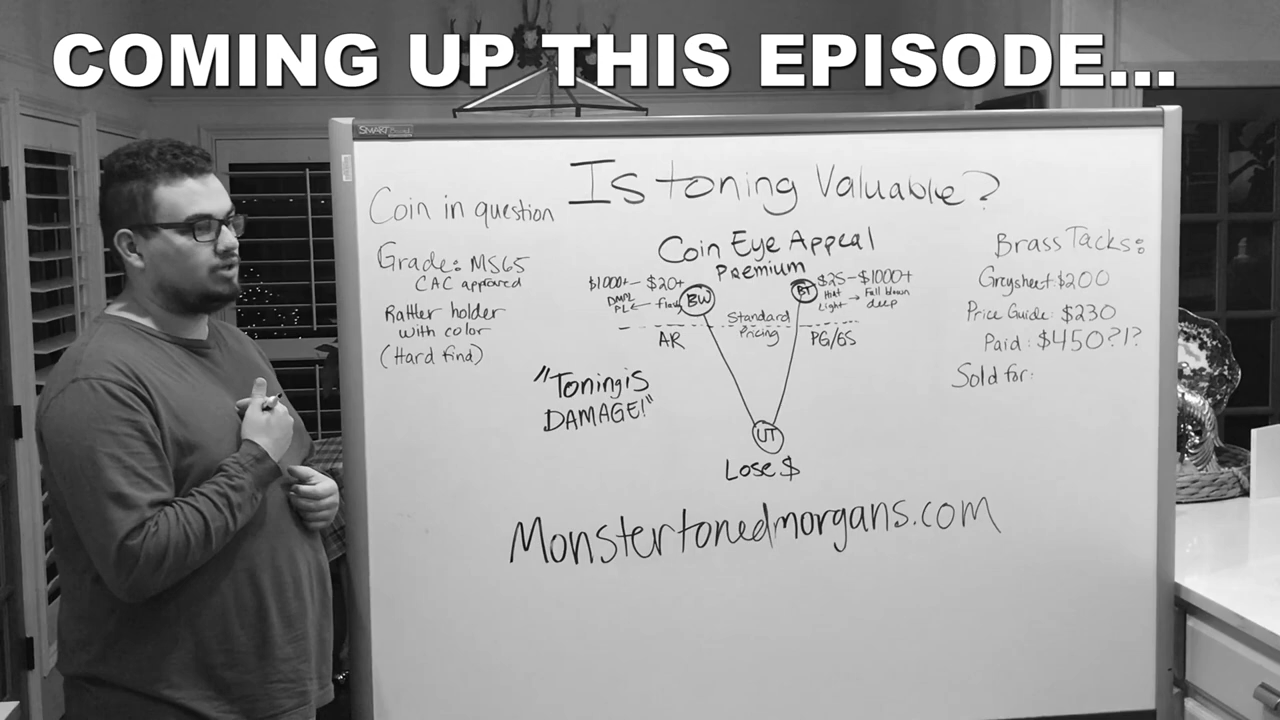 COMING UP THIS EPISODE...
SMART Board
Is toning Valuable?
Coin in question
Grade: MS65
CAC approved
Rattler holder
with color
(Hard find)
Coin Eye Appeal
Premium
$1000+ — $20+
DMPL
PL ← flash
BW
BT
$25-$1000+
Hint
Light → Full blown
deep
Standard
Pricing
AR
PG/GS
"Toning is
DAMAGE!"
UT
Lose $
Brass Tacks:
Greysheet: $200
Price Guide: $230
Paid: $450?!?
Sold for:
Monstertonedmorgans.com